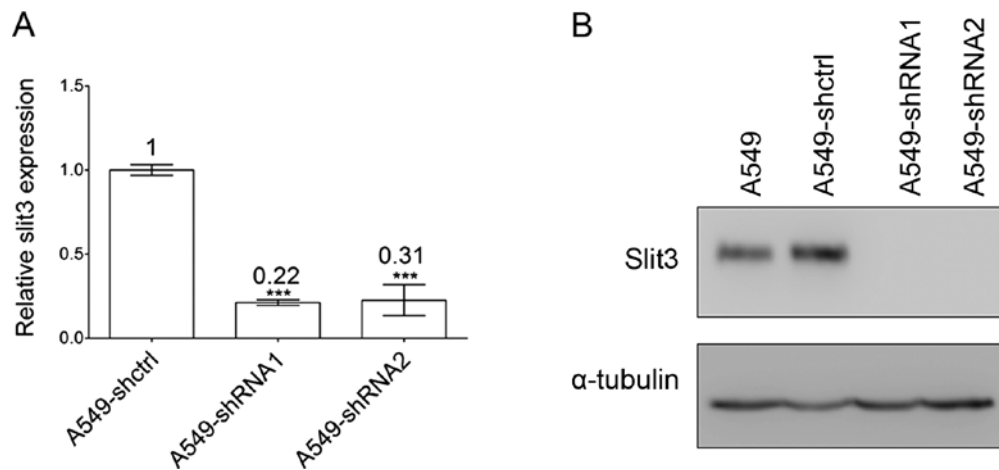 A
Relative slit3 expression
1.5
1.0
0.5
0.0
1
0.22
***
0.31
***
A549-shctrl
A549-shRNA1
A549-shRNA2
B
A549
A549-shctrl
A549-shRNA1
A549-shRNA2
Slit3
α-tubulin